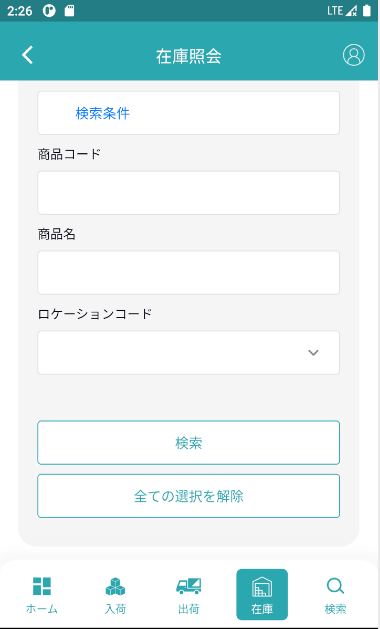 2:26
LTE
在庫照会
検索条件
商品コード
商品名
ロケーションコード
検索
全ての選択を解除
ホーム
入荷
出荷
在庫
検索